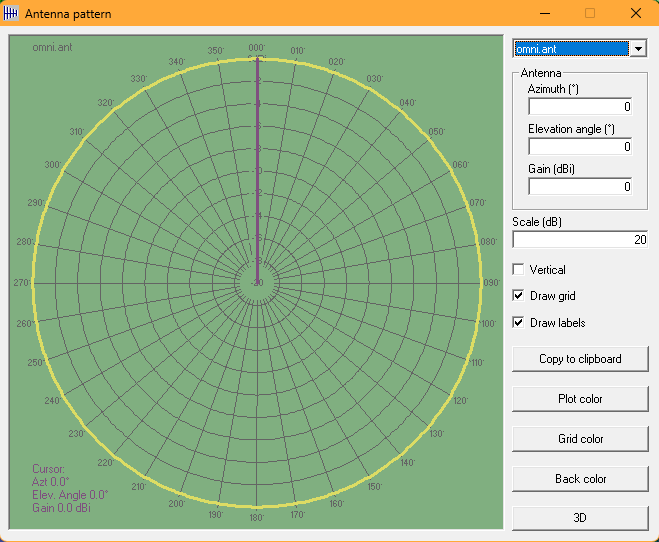 Antenna pattern
omni.ant
omni.ant
Antenna
Azimuth (°)
0
Elevation angle (°)
0
Gain (dBi)
0
Scale (dB)
20
Vertical
Draw grid
Draw labels
Copy to clipboard
Plot color
Grid color
Back color
3D
000°
010°
020°
030°
040°
050°
060°
070°
080°
090°
100°
110°
120°
130°
140°
150°
160°
170°
180°
190°
200°
210°
220°
230°
240°
250°
260°
270°
280°
290°
300°
310°
320°
330°
340°
350°
-20
Cursor:
Azt 0.0°
Elev. Angle 0.0°
Gain 0.0 dBi